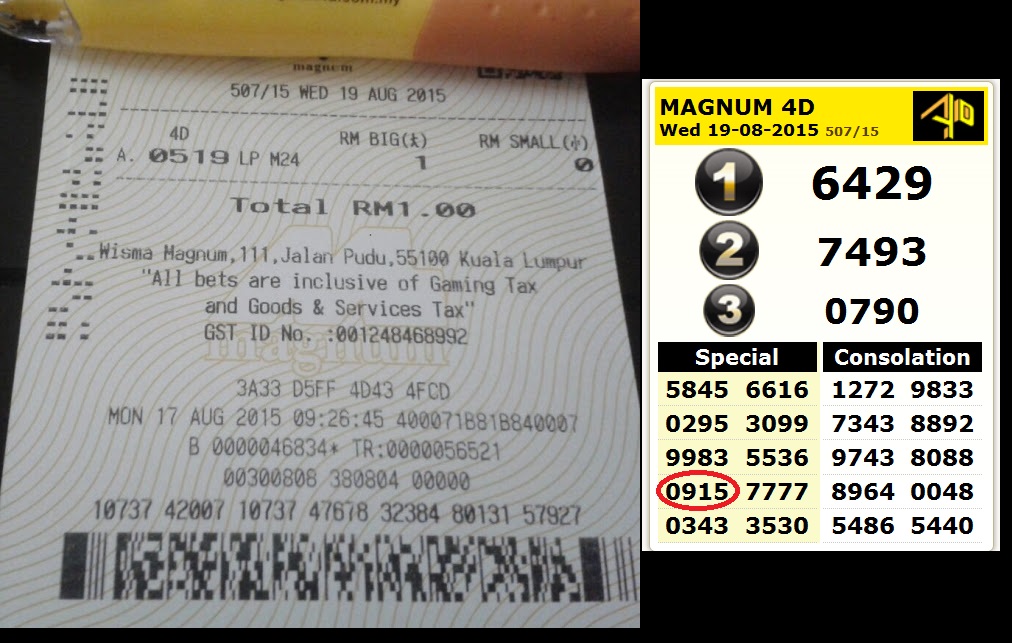 magnum
507/15 WED 19 AUG 2015
4D RM BIG(大) RM SMALL(小)
A. 0519 LP M24 1 0
Total RM1.00
Wisma Magnum,111,Jalan Pudu,55100 Kuala Lumpur
"All bets are inclusive of Gaming Tax
and Goods & Services Tax"
GST ID No. :001248468992
magnum
3A33 D5FF 4D43 4FCD
MON 17 AUG 2015 09:26:45 400071B81B840007
B 0000046834* TR:0000056521
00300808 380804 00000
10737 42007 10737 47678 32384 80131 57927
MAGNUM 4D
Wed 19-08-2015 507/15
4D
1 6429
2 7493
3 0790
Special Consolation
5845 6616 1272 9833
0295 3099 7343 8892
9983 5536 9743 8088
0915 7777 8964 0048
0343 3530 5486 5440